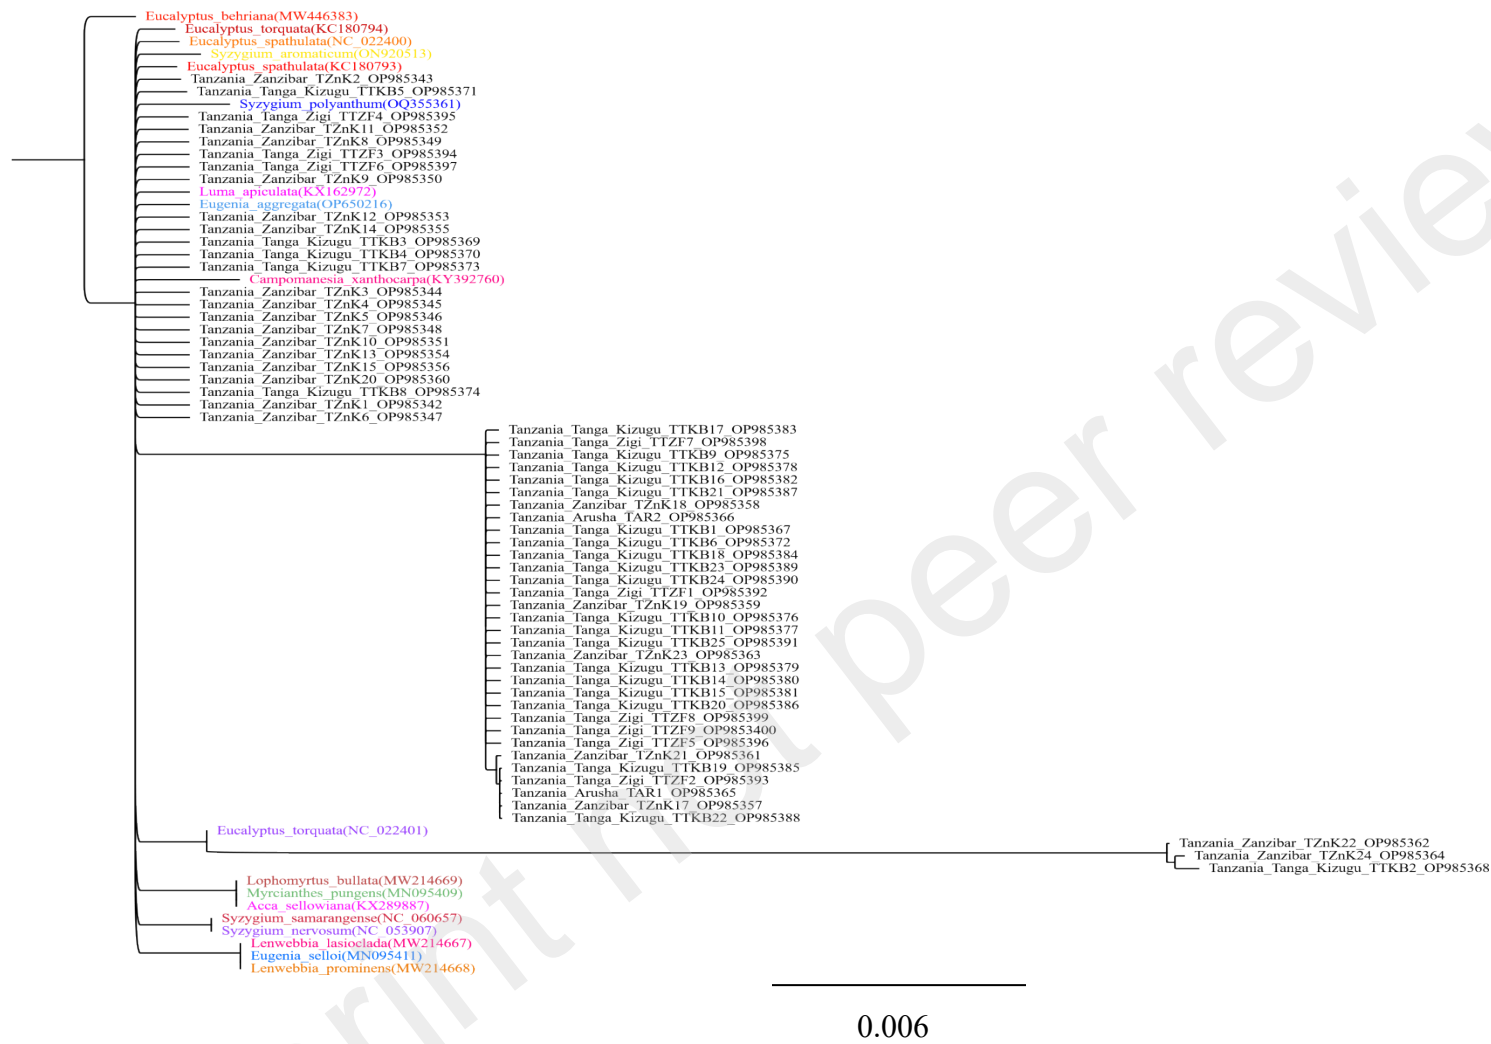 Eucalyptus_behriana(MW446383)
Eucalyptus_torquata(KC180794)
Eucalyptus_spathulata(NC_022400)
Syzygium_aromaticum(ON920513)
Eucalyptus_spathulata(KC180793)
Tanzania_Zanzibar_TZnK2_OP985343
Tanzania_Tanga_Kizugu_TTKB5_OP985371
Syzygium_polyanthum(OQ355361)
Tanzania_Tanga_Zigi_TTZF4_OP985395
Tanzania_Zanzibar_TZnK11_OP985352
Tanzania_Zanzibar_TZnK8_OP985349
Tanzania_Tanga_Zigi_TTZF3_OP985394
Tanzania_Tanga_Zigi_TTZF6_OP985397
Tanzania_Zanzibar_TZnK9_OP985350
Luma_apiculata(KX162972)
Eugenia_aggregata(OP650216)
Tanzania_Zanzibar_TZnK12_OP985353
Tanzania_Zanzibar_TZnK14_OP985355
Tanzania_Tanga_Kizugu_TTKB3_OP985369
Tanzania_Tanga_Kizugu_TTKB4_OP985370
Tanzania_Tanga_Kizugu_TTKB7_OP985373
Campomanesia_xanthocarpa(KY392760)
Tanzania_Zanzibar_TZnK3_OP985344
Tanzania_Zanzibar_TZnK4_OP985345
Tanzania_Zanzibar_TZnK5_OP985346
Tanzania_Zanzibar_TZnK7_OP985348
Tanzania_Zanzibar_TZnK10_OP985351
Tanzania_Zanzibar_TZnK13_OP985354
Tanzania_Zanzibar_TZnK15_OP985356
Tanzania_Zanzibar_TZnK20_OP985360
Tanzania_Tanga_Kizugu_TTKB8_OP985374
Tanzania_Zanzibar_TZnK1_OP985342
Tanzania_Zanzibar_TZnK6_OP985347
Tanzania_Tanga_Kizugu_TTKB17_OP985383
Tanzania_Tanga_Zigi_TTZF7_OP985398
Tanzania_Tanga_Kizugu_TTKB9_OP985375
Tanzania_Tanga_Kizugu_TTKB12_OP985378
Tanzania_Tanga_Kizugu_TTKB16_OP985382
Tanzania_Tanga_Kizugu_TTKB21_OP985387
Tanzania_Zanzibar_TZnK18_OP985358
Tanzania_Arusha_TAR2_OP985366
Tanzania_Tanga_Kizugu_TTKB1_OP985367
Tanzania_Tanga_Kizugu_TTKB6_OP985372
Tanzania_Tanga_Kizugu_TTKB18_OP985384
Tanzania_Tanga_Kizugu_TTKB23_OP985389
Tanzania_Tanga_Kizugu_TTKB24_OP985390
Tanzania_Tanga_Zigi_TTZF1_OP985392
Tanzania_Zanzibar_TZnK19_OP985359
Tanzania_Tanga_Kizugu_TTKB10_OP985376
Tanzania_Tanga_Kizugu_TTKB11_OP985377
Tanzania_Tanga_Kizugu_TTKB25_OP985391
Tanzania_Zanzibar_TZnK23_OP985363
Tanzania_Tanga_Kizugu_TTKB13_OP985379
Tanzania_Tanga_Kizugu_TTKB14_OP985380
Tanzania_Tanga_Kizugu_TTKB15_OP985381
Tanzania_Tanga_Kizugu_TTKB20_OP985386
Tanzania_Tanga_Zigi_TTZF8_OP985399
Tanzania_Tanga_Zigi_TTZF9_OP9853400
Tanzania_Tanga_Zigi_TTZF5_OP985396
Tanzania_Zanzibar_TZnK21_OP985361
Tanzania_Tanga_Kizugu_TTKB19_OP985385
Tanzania_Tanga_Zigi_TTZF2_OP985393
Tanzania_Arusha_TAR1_OP985365
Tanzania_Zanzibar_TZnK17_OP985357
Tanzania_Tanga_Kizugu_TTKB22_OP985388
Eucalyptus_torquata(NC_022401)
Tanzania_Zanzibar_TZnK22_OP985362
Tanzania_Zanzibar_TZnK24_OP985364
Tanzania_Tanga_Kizugu_TTKB2_OP985368
Lophomyrtus_bullata(MW214669)
Myrcianthes_pungens(MN095409)
Acca_sellowiana(KX289887)
Syzygium_samarangense(NC_060657)
Syzygium_nervosum(NC_053907)
Lenwebbia_lasioclada(MW214667)
Eugenia_selloi(MN095411)
Lenwebbia_prominens(MW214668)
0.006
rint not peer review